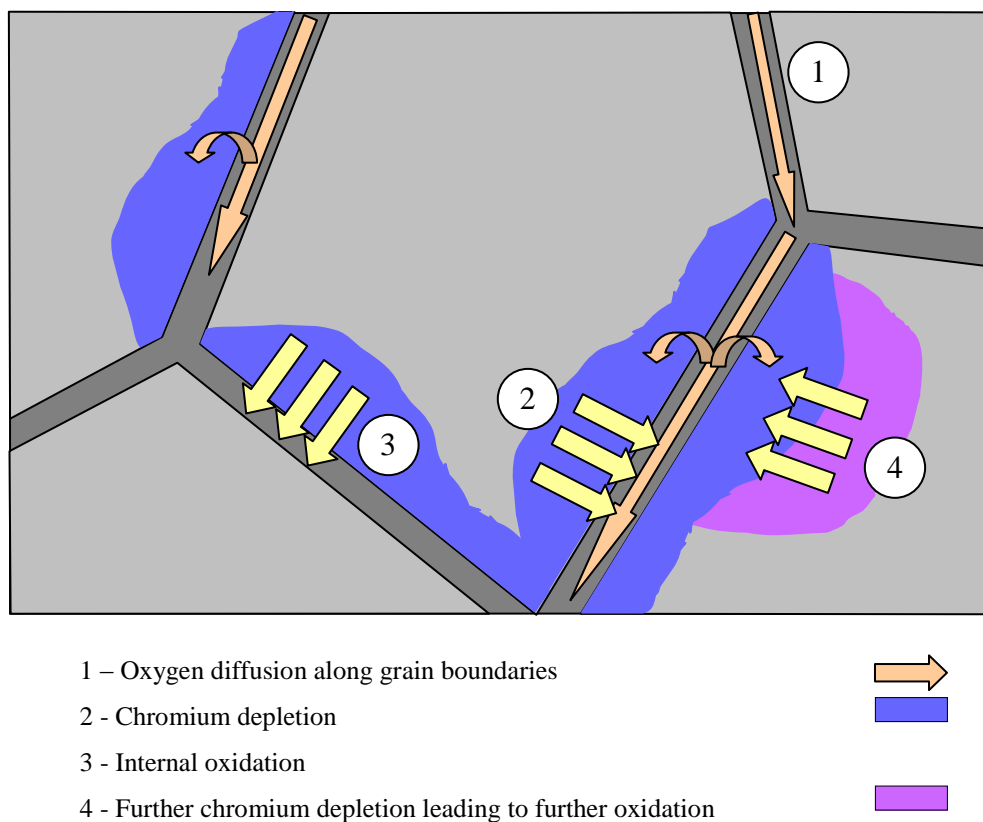 1
2
3
4
1 – Oxygen diffusion along grain boundaries
2 - Chromium depletion
3 - Internal oxidation
4 - Further chromium depletion leading to further oxidation